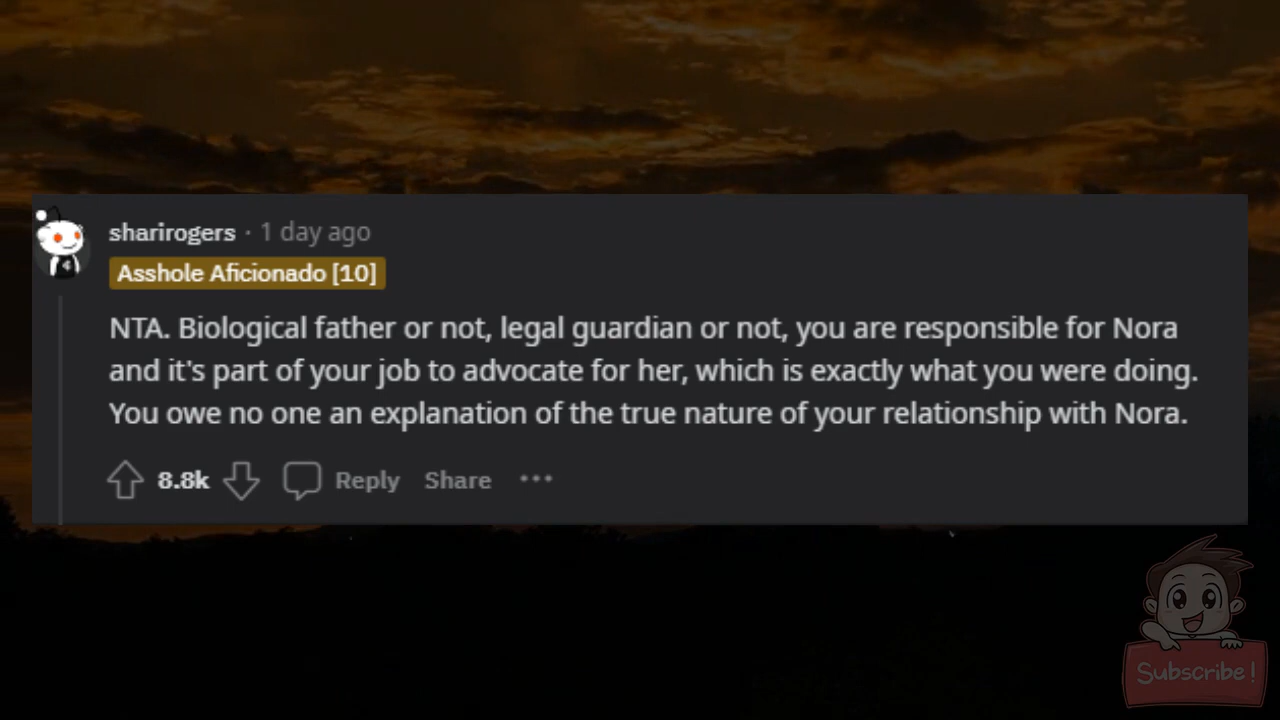 sharirogers · 1 day ago
Asshole Aficionado [10]
NTA. Biological father or not, legal guardian or not, you are responsible for Nora
and it's part of your job to advocate for her, which is exactly what you were doing.
You owe no one an explanation of the true nature of your relationship with Nora.
8.8k Reply Share ···
Subscribe!